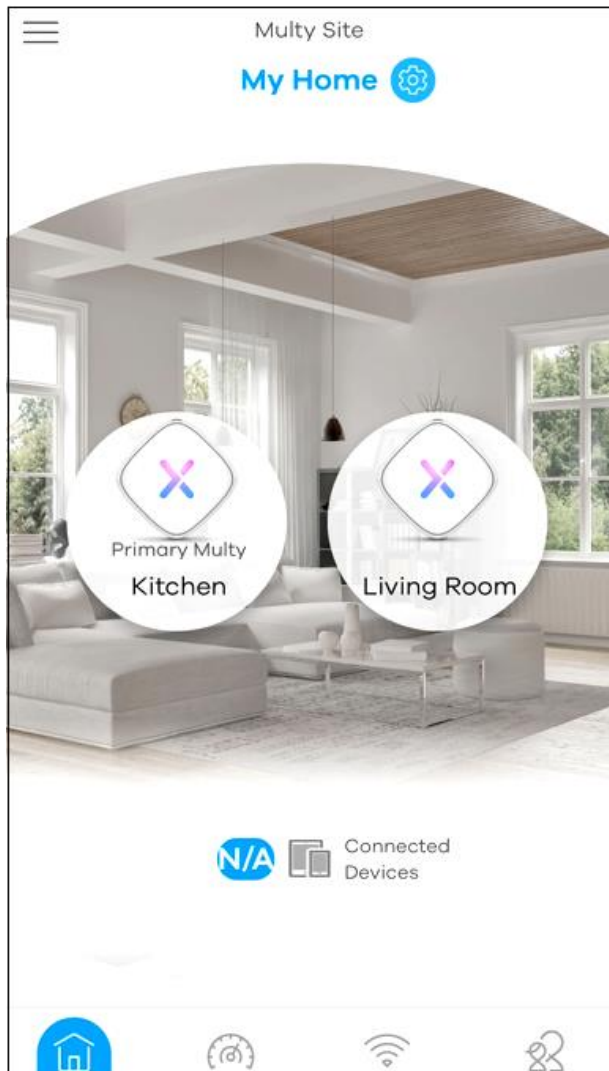 Multy Site
My Home
Primary Multy
Kitchen
Living Room
N/A
Connected
Devices